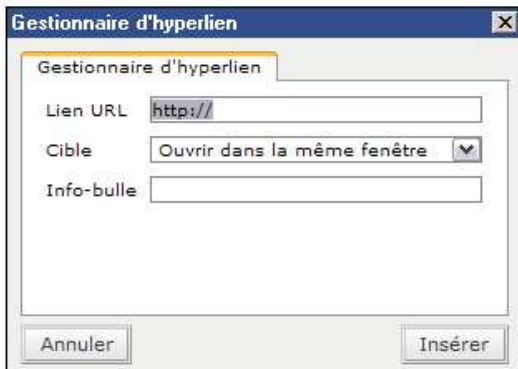 Gestionnaire d'hyperlien
Gestionnaire d'hyperlien
Lien URL http://
Cible Ouvrir dans la même fenêtre
Info-bulle
Annuler Insérer